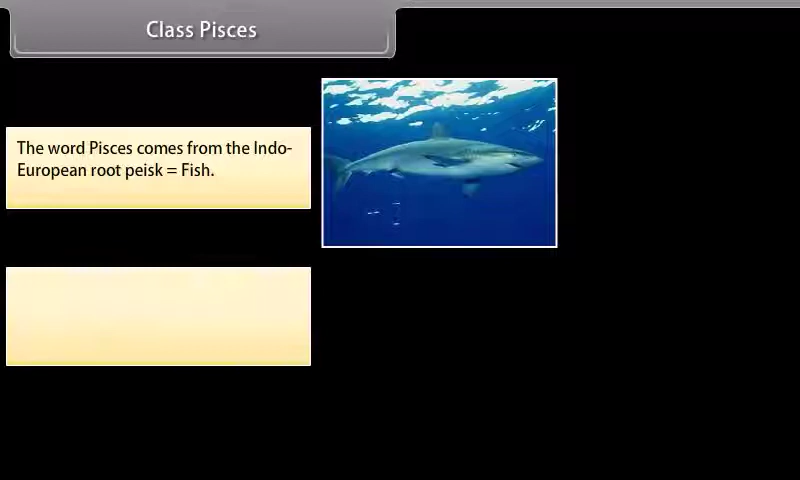 Class Pisces
The word Pisces comes from the Indo-
European root peisk = Fish.